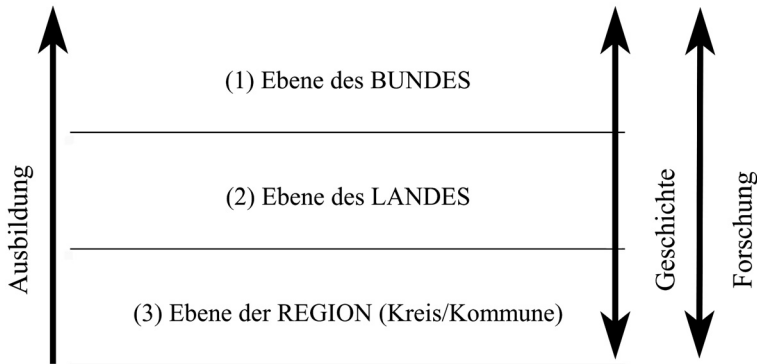 (1) Ebene des BUNDES
(2) Ebene des LANDES
(3) Ebene der REGION (Kreis/Kommune)
Ausbildung
Geschichte
Forschung